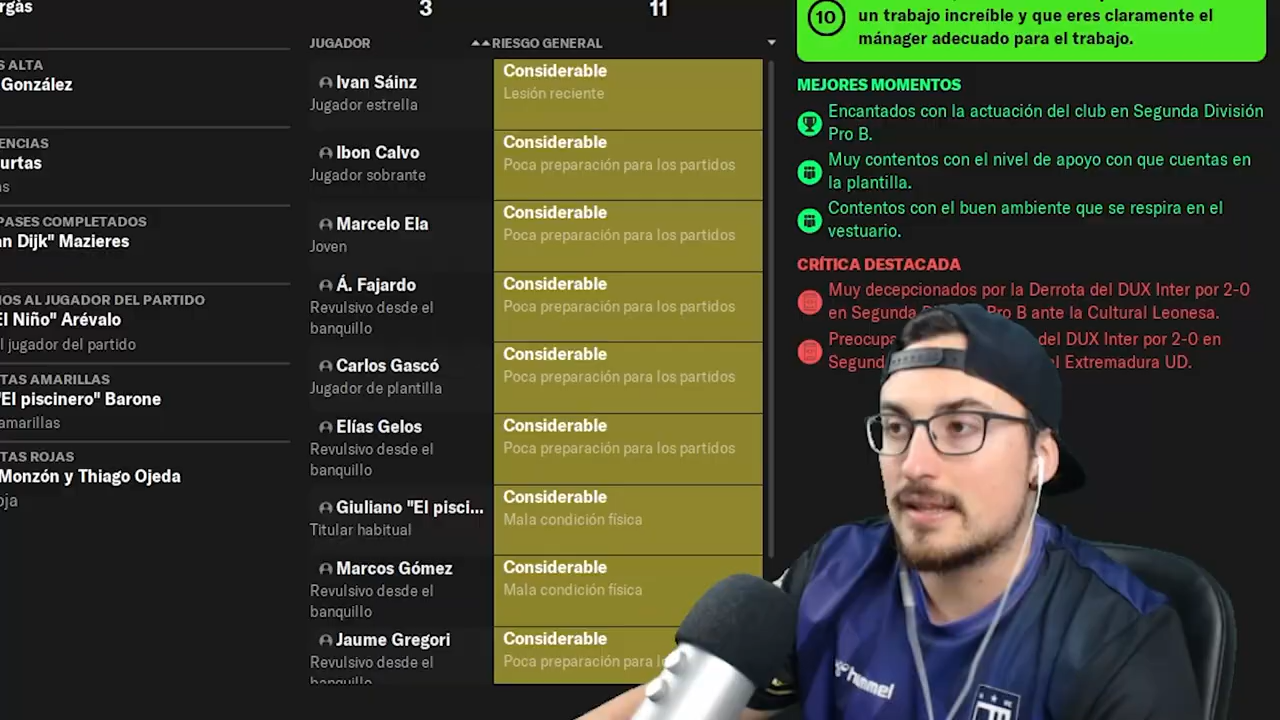 rgàs
S ALTA
González
ENCIAS
urtas
as
PASES COMPLETADOS
an Dijk" Mazieres
IOS AL JUGADOR DEL PARTIDO
El Niño" Arévalo
l jugador del partido
TAS AMARILLAS
"El piscinero" Barone
amarillas
TAS ROJAS
Monzón y Thiago Ojeda
oja
3
11
JUGADOR
RIESGO GENERAL
Ivan Sáinz
Jugador estrella
Considerable
Lesión reciente
Ibon Calvo
Jugador sobrante
Considerable
Poca preparación para los partidos
Marcelo Ela
Joven
Considerable
Poca preparación para los partidos
Á. Fajardo
Revulsivo desde el
banquillo
Considerable
Poca preparación para los partidos
Carlos Gascó
Jugador de plantilla
Considerable
Poca preparación para los partidos
Elías Gelos
Revulsivo desde el
banquillo
Considerable
Poca preparación para los partidos
Giuliano "El pisci...
Titular habitual
Considerable
Mala condición física
Marcos Gómez
Revulsivo desde el
banquillo
Considerable
Mala condición física
Jaume Gregori
Revulsivo desde el
banquillo
Considerable
Poca preparación para lo
10
un trabajo increíble y que eres claramente el
mánager adecuado para el trabajo.
MEJORES MOMENTOS
Encantados con la actuación del club en Segunda División
Pro B.
Muy contentos con el nivel de apoyo con que cuentas en
la plantilla.
Contentos con el buen ambiente que se respira en el
vestuario.
CRÍTICA DESTACADA
Muy decepcionados por la Derrota del DUX Inter por 2-0
en Segunda Pro B ante la Cultural Leonesa.
Preocupa del DUX Inter por 2-0 en
Segund l Extremadura UD.
hummel